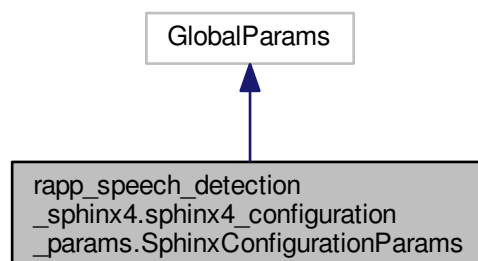 GlobalParams
rapp_speech_detection
_sphinx4.sphinx4_configuration
_params.SphinxConfigurationParams